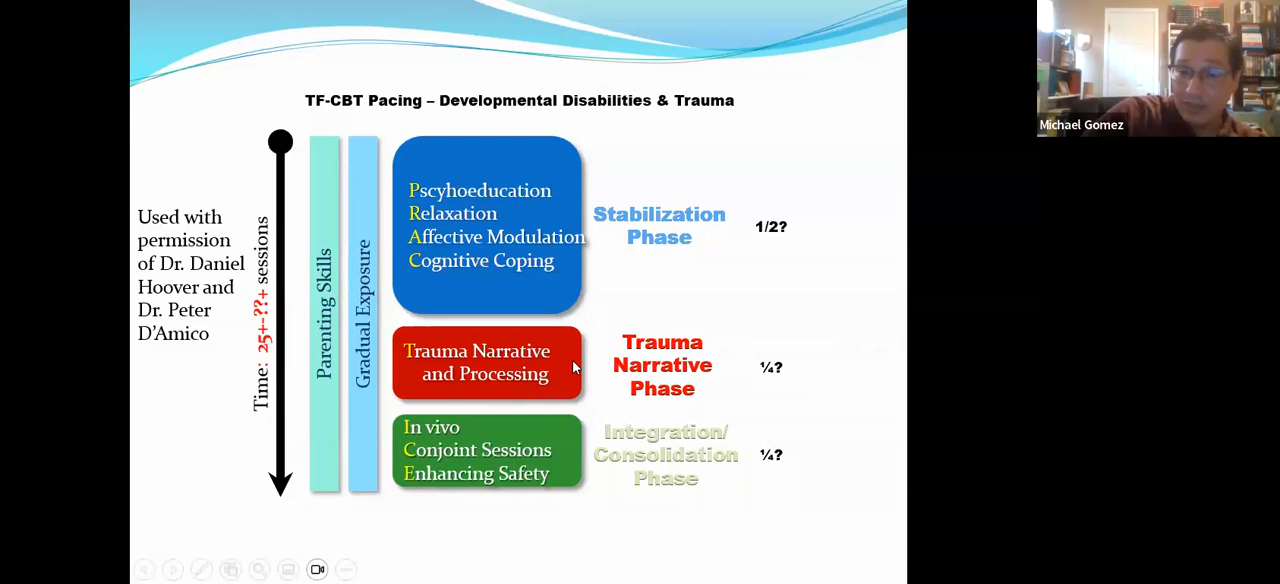 TF-CBT Pacing – Developmental Disabilities & Trauma
Used with
permission
of Dr. Daniel
Hoover and
Dr. Peter
D'Amico
Time: 25+-??+ sessions
Parenting Skills
Gradual Exposure
Pscyhoeducation
Relaxation
Affective Modulation
Cognitive Coping
Stabilization
Phase
1/2?
Trauma Narrative
and Processing
Trauma
Narrative
Phase
¼?
In vivo
Conjoint Sessions
Enhancing Safety
Integration/
Consolidation
Phase
¼?
Michael Gomez